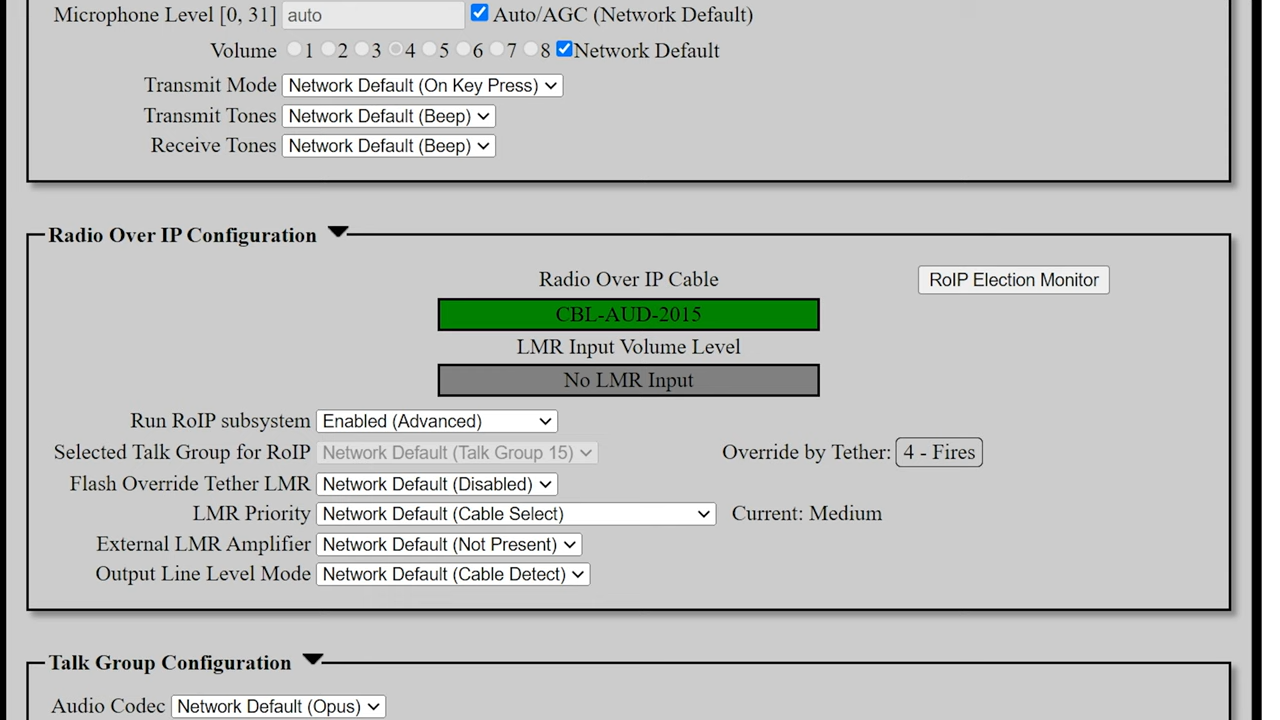 Microphone Level [0, 31] auto Auto/AGC (Network Default)
Volume 1 2 3 4 5 6 7 8 Network Default
Transmit Mode Network Default (On Key Press)
Transmit Tones Network Default (Beep)
Receive Tones Network Default (Beep)
Radio Over IP Configuration
Radio Over IP Cable RoIP Election Monitor
CBL-AUD-2015
LMR Input Volume Level
No LMR Input
Run RoIP subsystem Enabled (Advanced)
Selected Talk Group for RoIP Network Default (Talk Group 15) Override by Tether: 4 - Fires
Flash Override Tether LMR Network Default (Disabled)
LMR Priority Network Default (Cable Select) Current: Medium
External LMR Amplifier Network Default (Not Present)
Output Line Level Mode Network Default (Cable Detect)
Talk Group Configuration
Audio Codec Network Default (Opus)